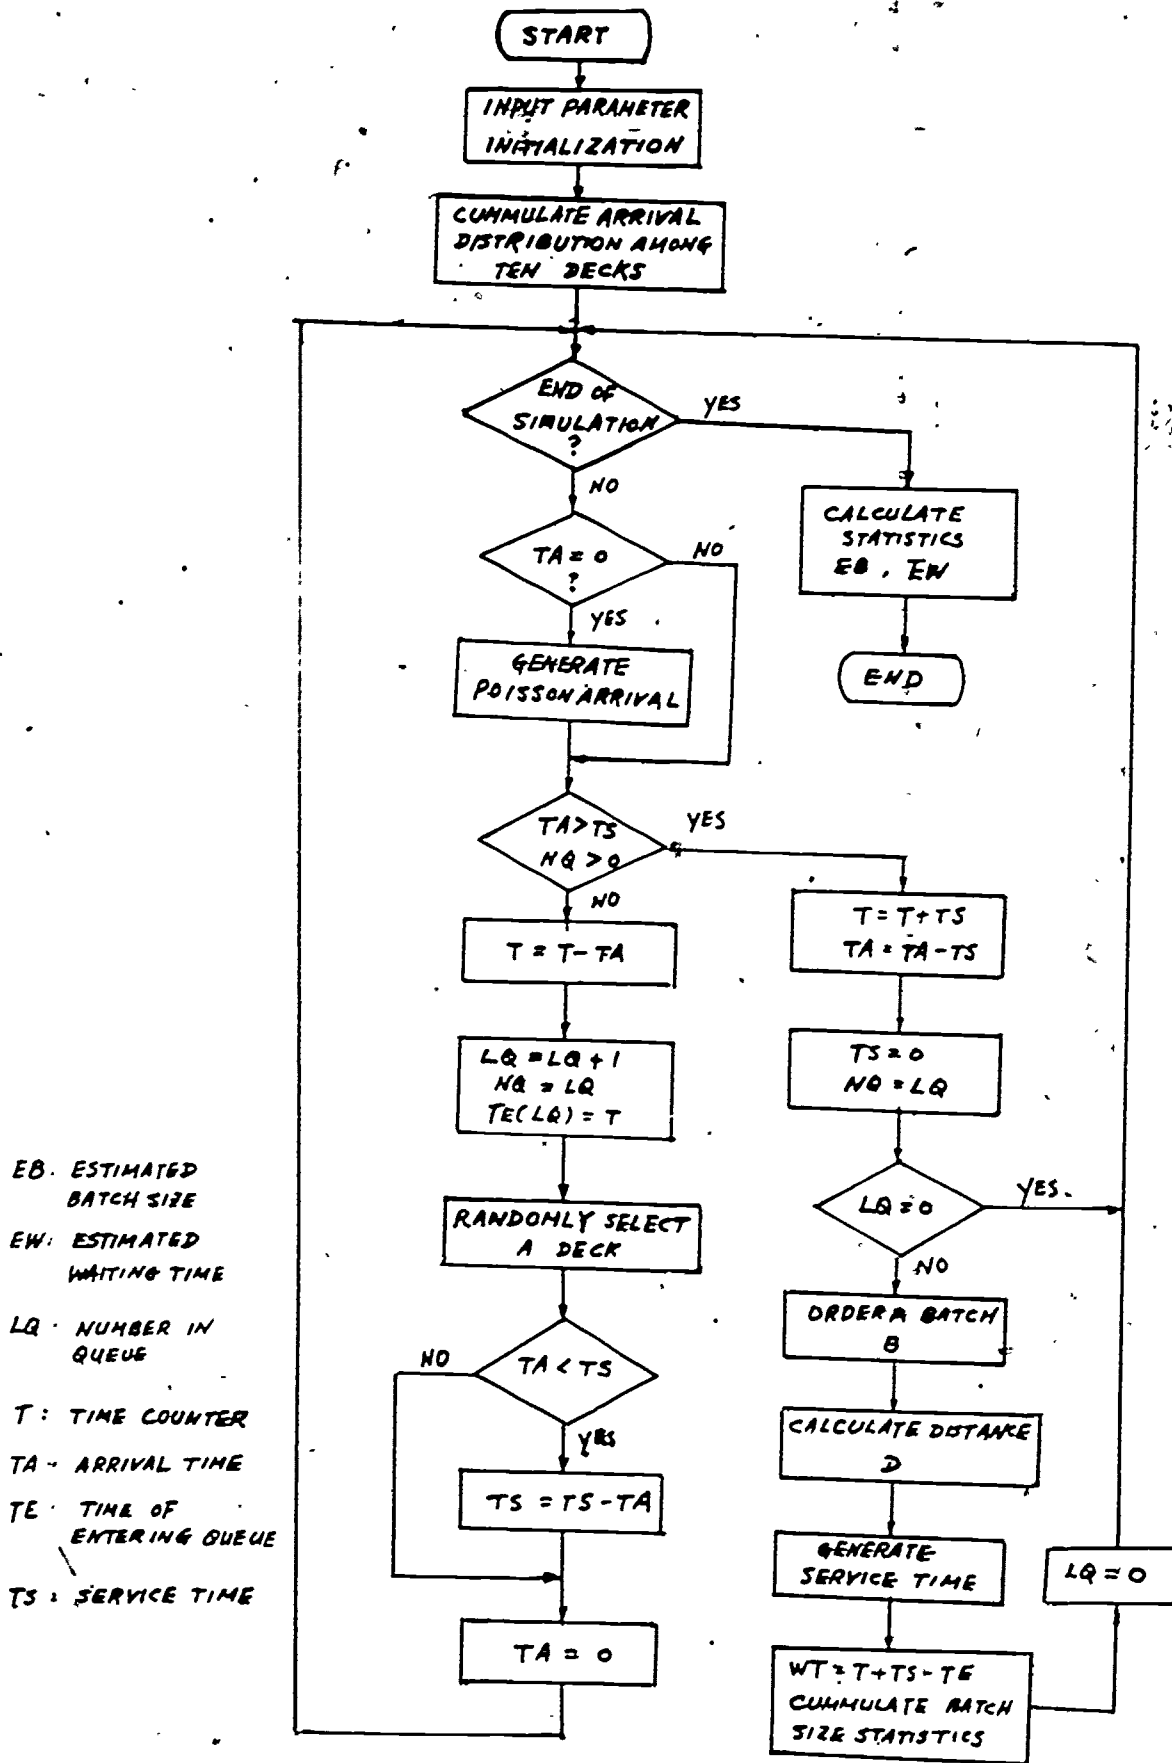 START
INPUT PARAMETER
INITIALIZATION
CUMMULATE ARRIVAL
DISTRIBUTION AMONG
TEN DECKS
END OF
SIMULATION
?
YES
NO
CALCULATE
STATISTICS
EB, EW
END
TA = 0
?
NO
YES
GENERATE
POISSON ARRIVAL
TA > TS
NQ > 0
YES
NO
T = T - TA
LQ = LQ + 1
NQ = LQ
TE(LQ) = T
RANDOMLY SELECT
A DECK
TA < TS
NO
YES
TS = TS - TA
TA = 0
T = T + TS
TA = TA - TS
TS = 0
NQ = LQ
LQ = 0
YES
NO
ORDER A BATCH
B
CALCULATE DISTANCE
D
GENERATE
SERVICE TIME
WT = T + TS - TE
CUMMULATE BATCH
SIZE STATISTICS
LQ = 0
EB. ESTIMATED
BATCH SIZE
EW: ESTIMATED
WAITING TIME
LQ. NUMBER IN
QUEUE
T: TIME COUNTER
TA - ARRIVAL TIME
TE. TIME OF
ENTERING QUEUE
TS: SERVICE TIME